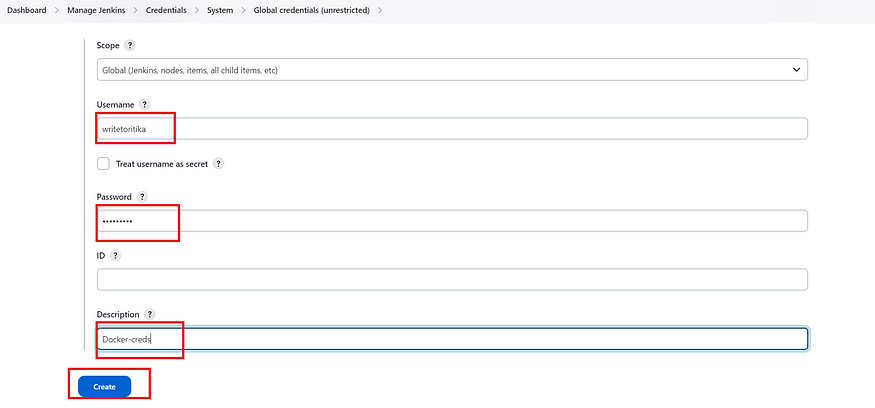 Dashboard > Manage Jenkins > Credentials > System > Global credentials (unrestricted) >
Scope ?
Global (Jenkins, nodes, items, all child items, etc)
Username ?
writetoritika
Treat username as secret ?
Password ?
•••••••••
ID ?
Description ?
Docker-creds
Create